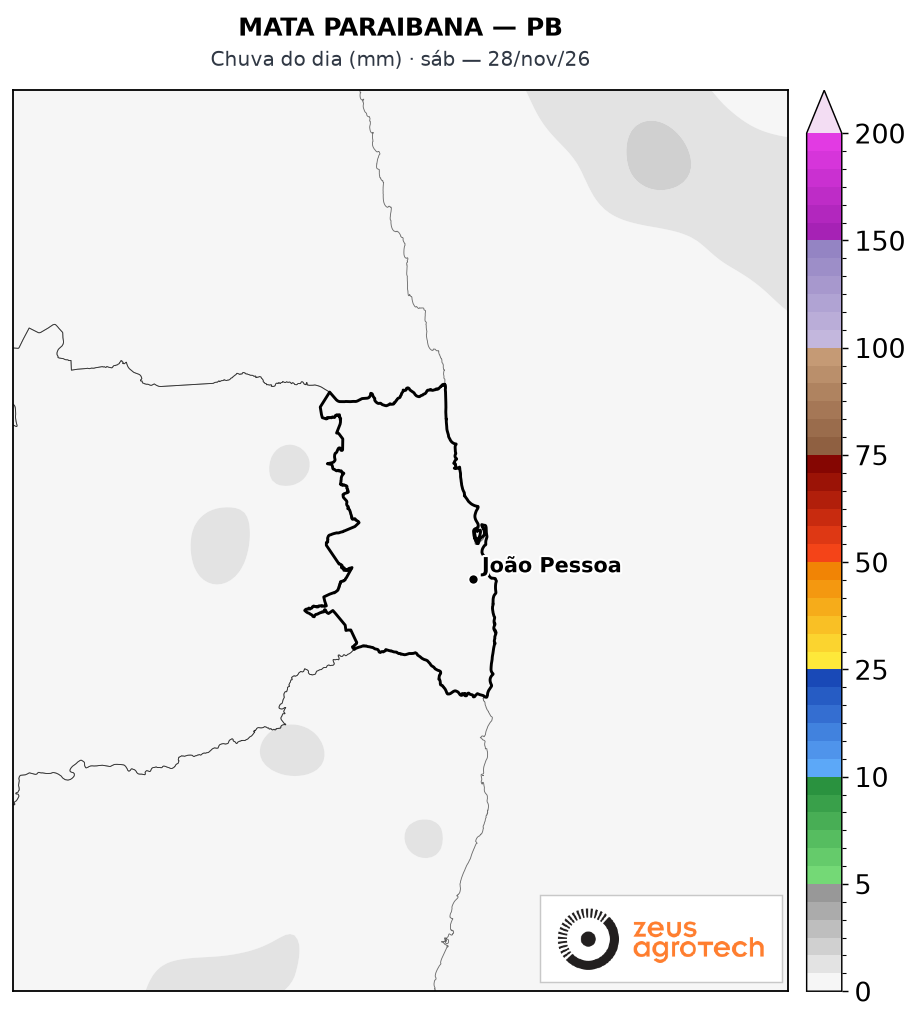 MATA PARAIBANA — PB
Chuva do dia (mm) · sáb — 28/nov/26
200
150
100
75
50
25
10
5
0
João Pessoa
zeus
agrotech